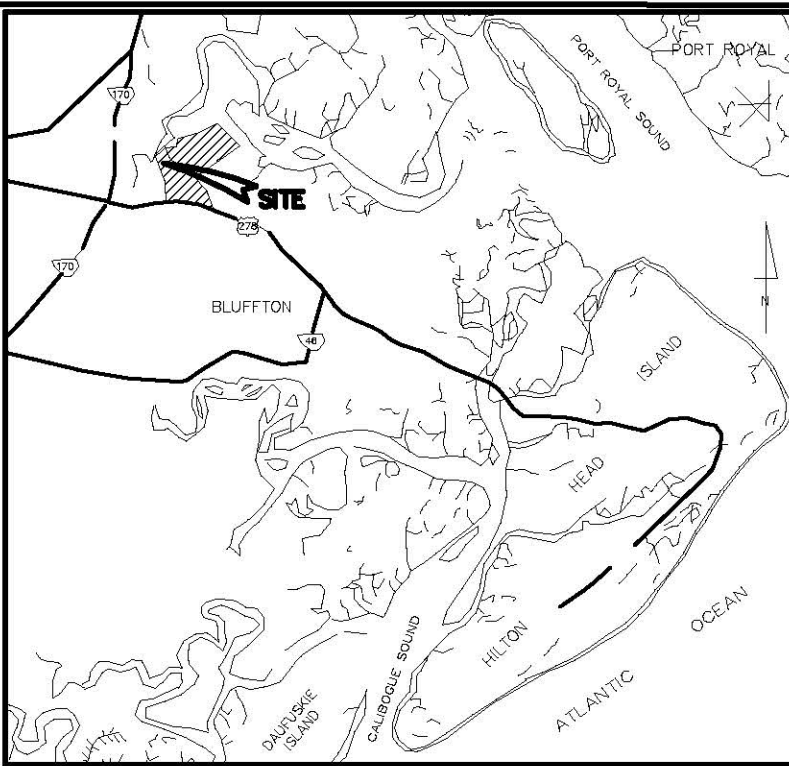 PORT ROYAL
PORT ROYAL SOUND
170
SITE
278
170
BLUFFTON
46
N
ISLAND
HEAD
HILTON
OCEAN
ATLANTIC
CALIBOGUE SOUND
DAUFUSKIE
ISLAND